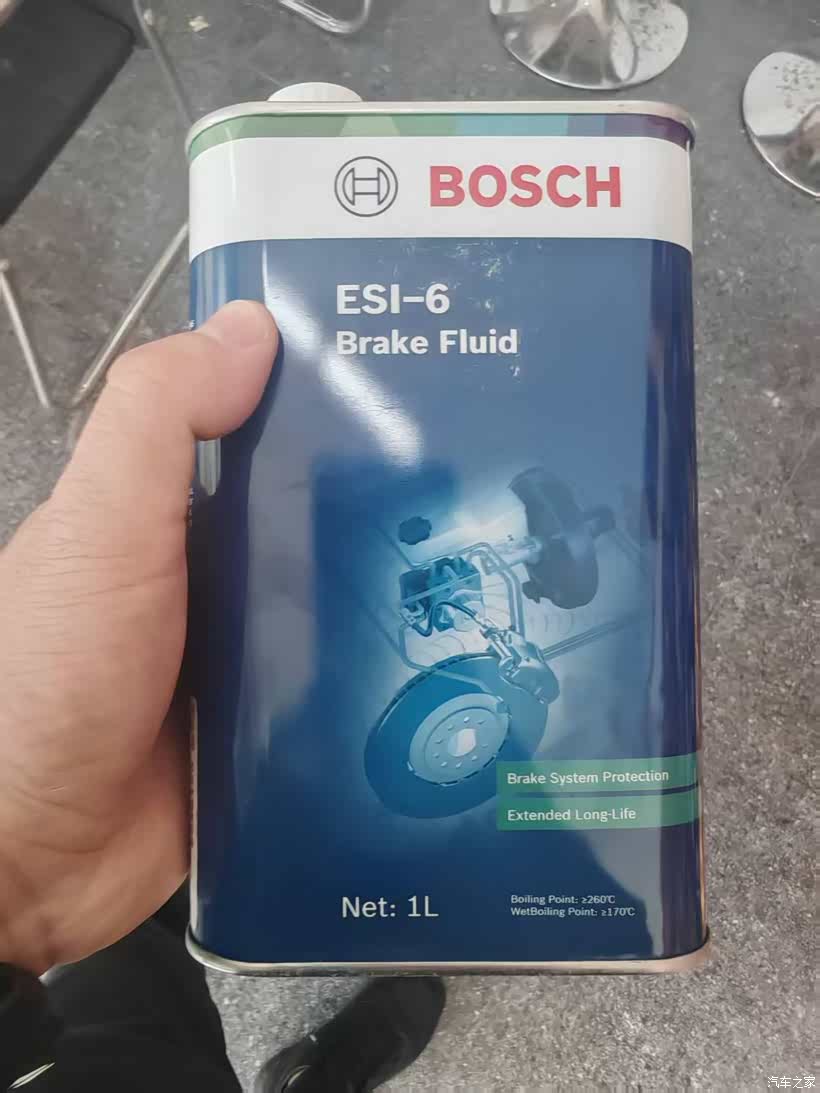 BOSCH
ESI-6
Brake Fluid
Brake System Protection
Extended Long-Life
Net: 1L
Boiling Point: ≥260℃
WetBoiling Point: ≥170℃
汽车之家